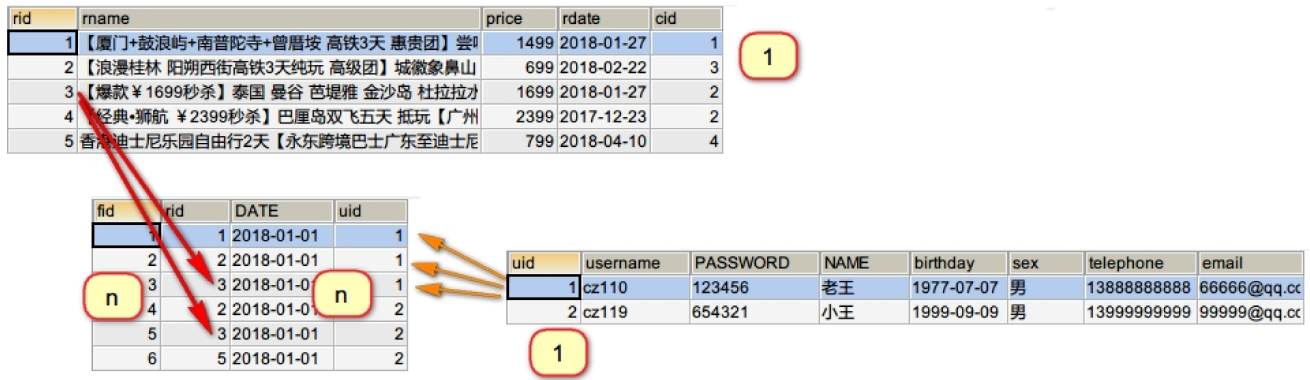 rid rname price rdate cid
1 【厦门+鼓浪屿+南普陀寺+曾厝垵 高铁3天 惠贵团】尝 1499 2018-01-27 1
2 【浪漫桂林 阳朔西街高铁3天纯玩 高级团】城徽象鼻山 699 2018-02-22 3
3 【爆款¥1699秒杀】泰国 曼谷 芭堤雅 金沙岛 杜拉拉 1699 2018-01-27 2
4 【经典•狮航 ¥2399秒杀】巴厘岛双飞五天 抵玩【广州 2399 2017-12-23 2
5 香港迪士尼乐园自由行2天【永东跨境巴士广东至迪士尼 799 2018-04-10 4
1
fid rid DATE uid
1 1 2018-01-01 1
2 2 2018-01-01 1
3 3 2018-01-01 1
4 2 2018-01-01 2
5 3 2018-01-01 2
6 5 2018-01-01 2
n
n
uid username PASSWORD NAME birthday sex telephone email
1 cz110 123456 老王 1977-07-07 男 13888888888 66666@qq.cc
2 cz119 654321 小王 1999-09-09 男 13999999999 99999@qq.cc
1